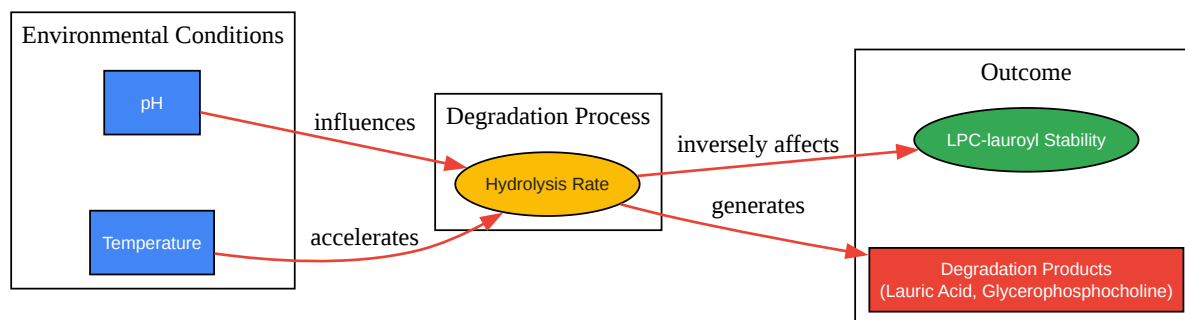 Environmental Conditions
pH
Temperature
influences
accelerates
Degradation Process
Hydrolysis Rate
inversely affects
generates
Outcome
LPC-lauroyl Stability
Degradation Products
(Lauric Acid, Glycerophosphocholine)